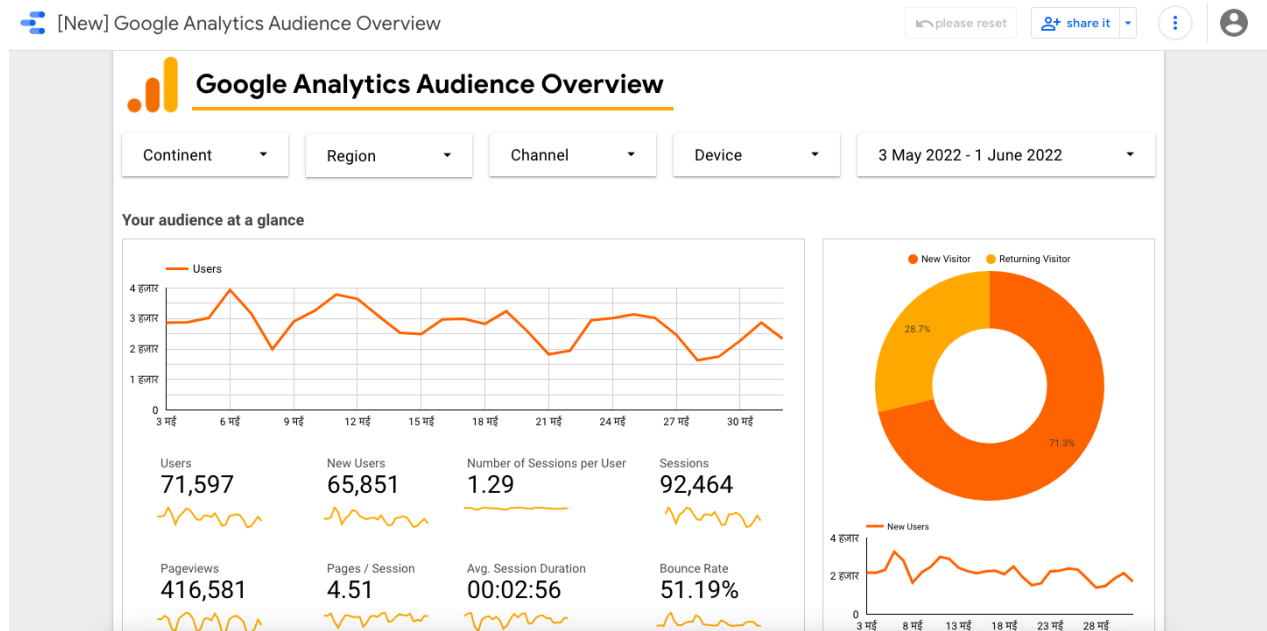 [New] Google Analytics Audience Overview
please reset
share it
Google Analytics Audience Overview
Continent
Region
Channel
Device
3 May 2022 - 1 June 2022
Your audience at a glance
Users
4 हज़ार
3 हज़ार
2 हज़ार
1 हज़ार
0
3 मई 6 मई 9 मई 12 मई 15 मई 18 मई 21 मई 24 मई 27 मई 30 मई
Users New Users Number of Sessions per User Sessions
71,597 65,851 1.29 92,464
Pageviews Pages / Session Avg. Session Duration Bounce Rate
416,581 4.51 00:02:56 51.19%
New Visitor Returning Visitor
28.7%
71.3%
New Users
4 हज़ार
2 हज़ार
0
3 मई 8 मई 13 मई 18 मई 23 मई 28 मई